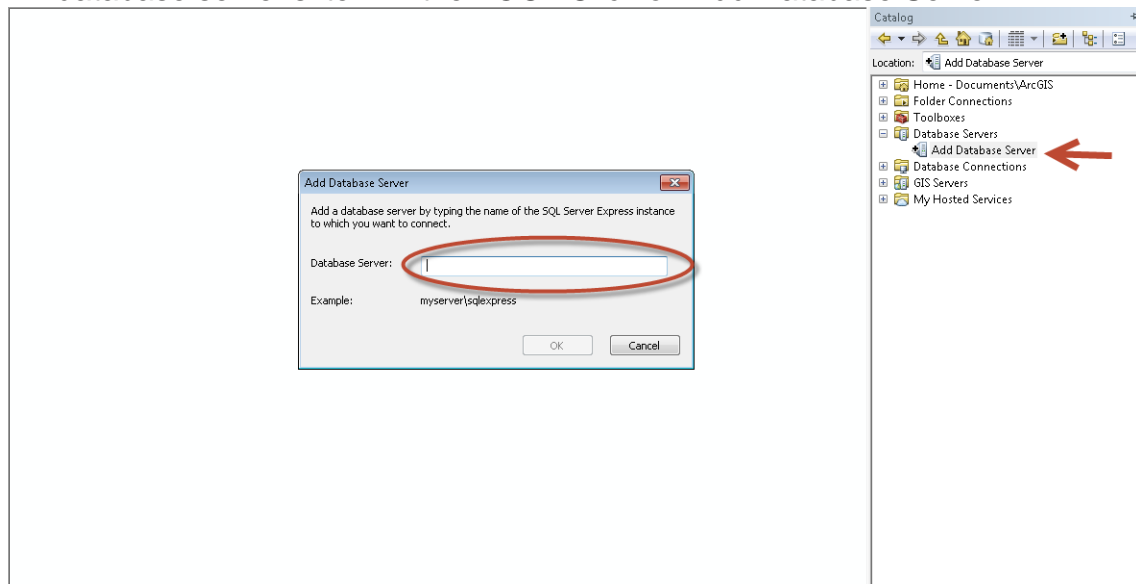 Catalog
Location: Add Database Server
Home - Documents\ArcGIS
Folder Connections
Toolboxes
Database Servers
Add Database Server
Database Connections
GIS Servers
My Hosted Services
Add Database Server
Add a database server by typing the name of the SQL Server Express instance
to which you want to connect.
Database Server:
Example: myserver\sqlexpress
OK Cancel